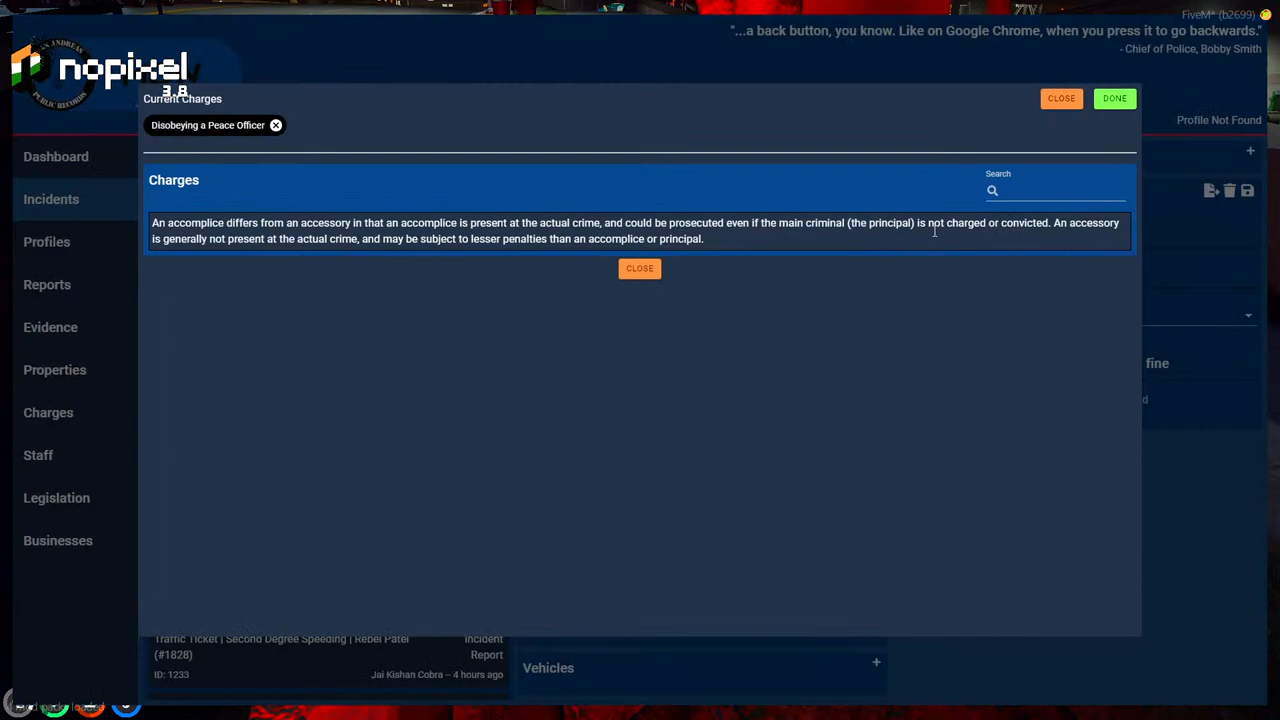 FiveM* (b2699)
"...a back button, you know. Like on Google Chrome, when you press it to go backwards."
- Chief of Police, Bobby Smith
nopixel
3.8
PUBLIC RECORDS
Current Charges
CLOSE
DONE
Disobeying a Peace Officer
Profile Not Found
Dashboard
Incidents
Profiles
Reports
Evidence
Properties
Charges
Staff
Legislation
Businesses
Charges
Search
An accomplice differs from an accessory in that an accomplice is present at the actual crime, and could be prosecuted even if the main criminal (the principal) is not charged or convicted. An accessory
is generally not present at the actual crime, and may be subject to lesser penalties than an accomplice or principal.
CLOSE
fine
Traffic Ticket | Second Degree Speeding | Rebel Patel
(#1828)
Incident
Report
ID: 1233
Jai Kishan Cobra – 4 hours ago
Vehicles
loaded